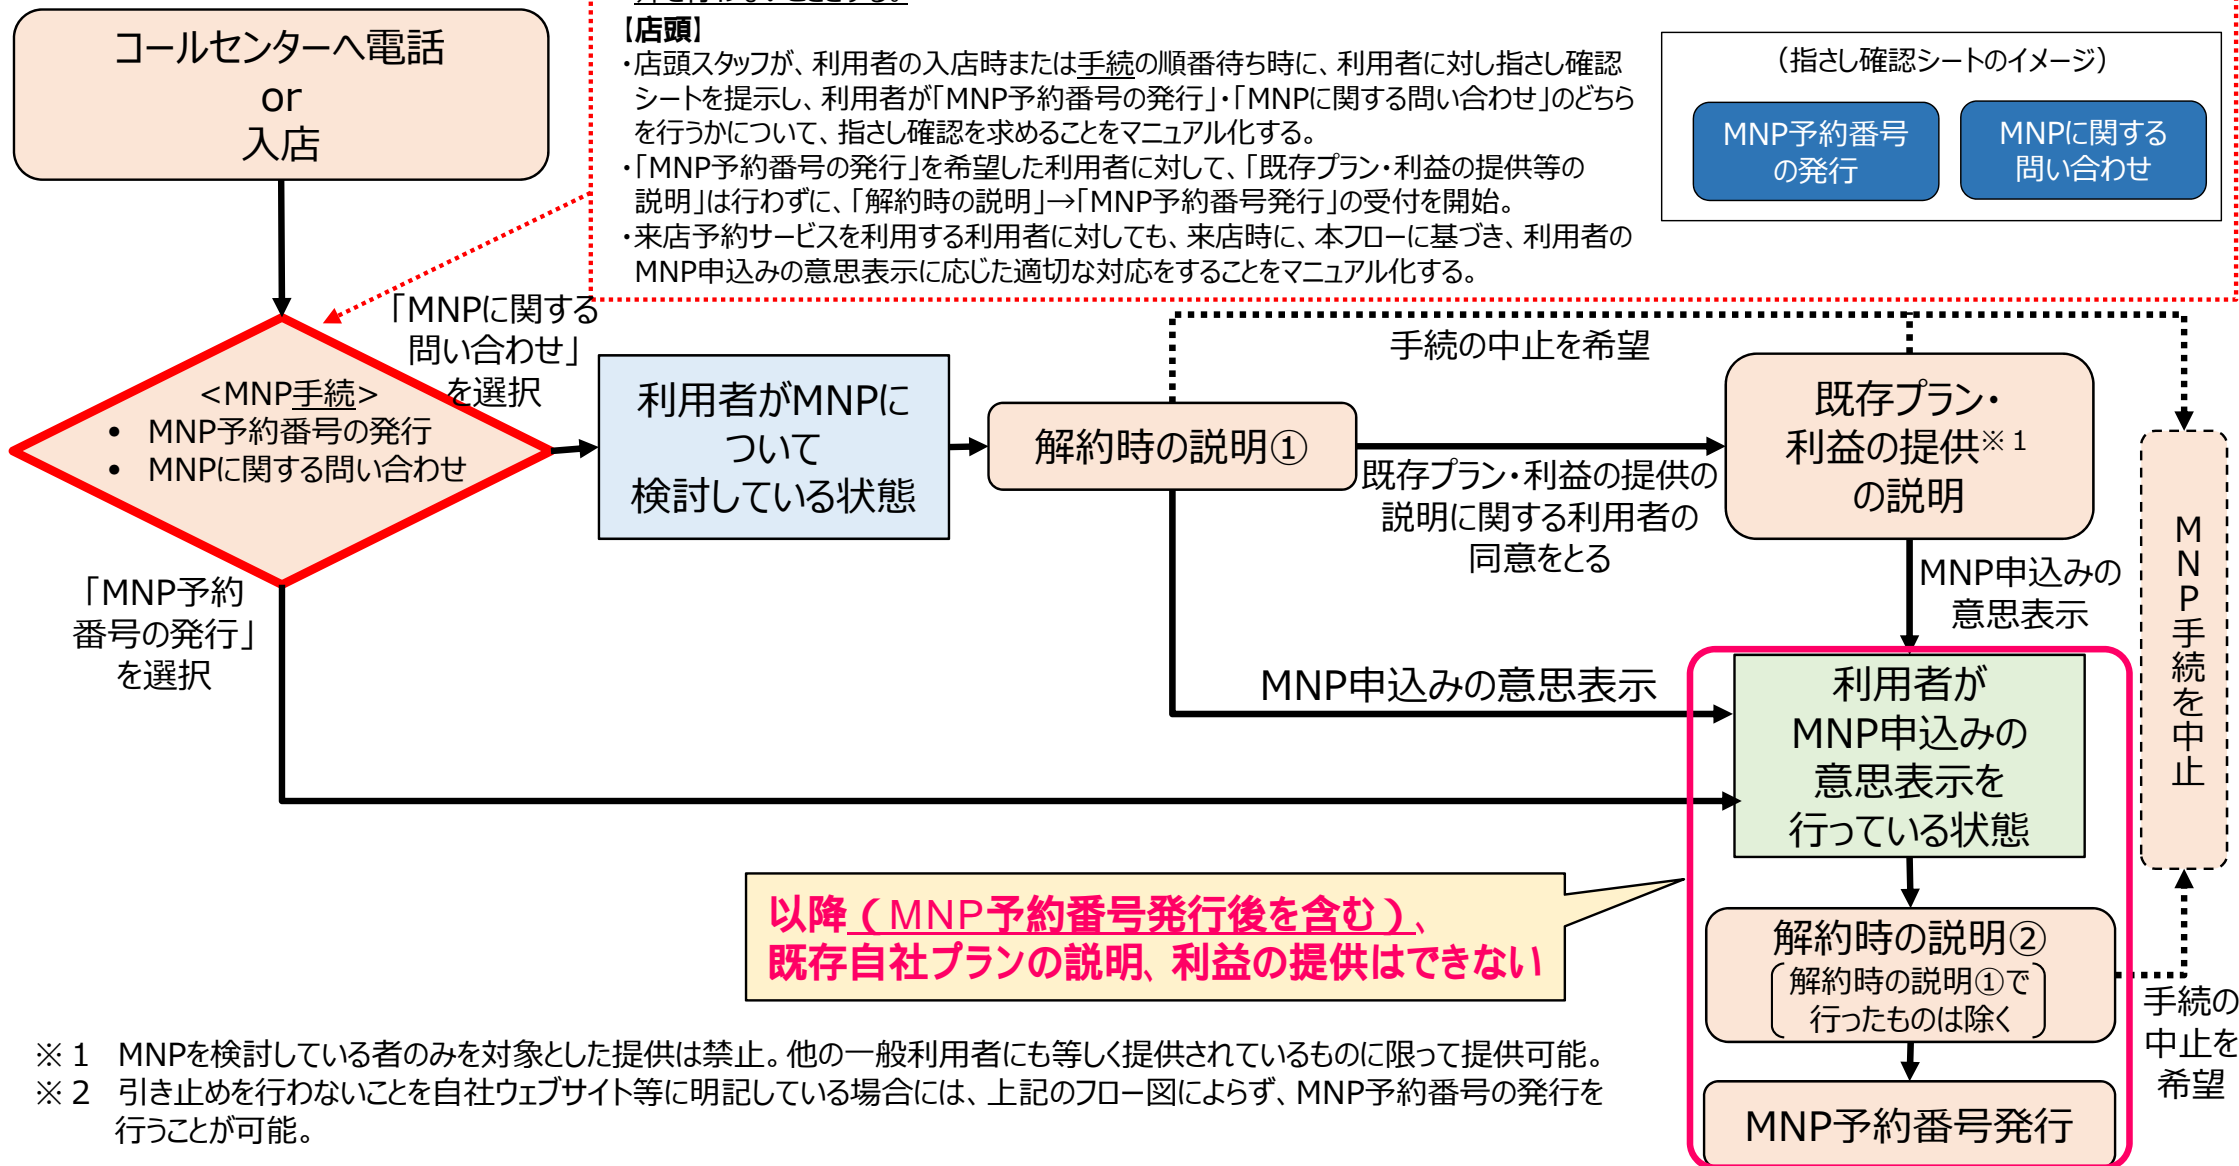 コールセンターへ電話
or
入店
【店頭】
・店頭スタッフが、利用者の入店時または手続の順番待ち時に、利用者に対し指さし確認
シートを提示し、利用者が「MNP予約番号の発行」・「MNPに関する問い合わせ」のどちら
を行うかについて、指さし確認を求めることをマニュアル化する。
・「MNP予約番号の発行」を希望した利用者に対して、「既存プラン・利益の提供等の
説明」は行わずに、「解約時の説明」→「MNP予約番号発行」の受付を開始。
・来店予約サービスを利用する利用者に対しても、来店時に、本フローに基づき、利用者の
MNP申込みの意思表示に応じた適切な対応をすることをマニュアル化する。
（指さし確認シートのイメージ）
MNP予約番号
の発行
MNPに関する
問い合わせ
「MNPに関する
問い合わせ」
を選択
<MNP手続>
• MNP予約番号の発行
• MNPに関する問い合わせ
「MNP予約
番号の発行」
を選択
利用者がMNPに
ついて
検討している状態
解約時の説明①
手続の中止を希望
既存プラン・利益の提供の
説明に関する利用者の
同意をとる
既存プラン・
利益の提供※１
の説明
MNP申込みの
意思表示
MNP申込みの意思表示
利用者が
MNP申込みの
意思表示を
行っている状態
MNP手続を中止
以降（MNP予約番号発行後を含む）、
既存自社プランの説明、利益の提供はできない
解約時の説明②
解約時の説明①で
行ったものは除く
手続の
中止を
希望
MNP予約番号発行
※１ MNPを検討している者のみを対象とした提供は禁止。他の一般利用者にも等しく提供されているものに限って提供可能。
※２ 引き止めを行わないことを自社ウェブサイト等に明記している場合には、上記のフロー図によらず、MNP予約番号の発行を
行うことが可能。